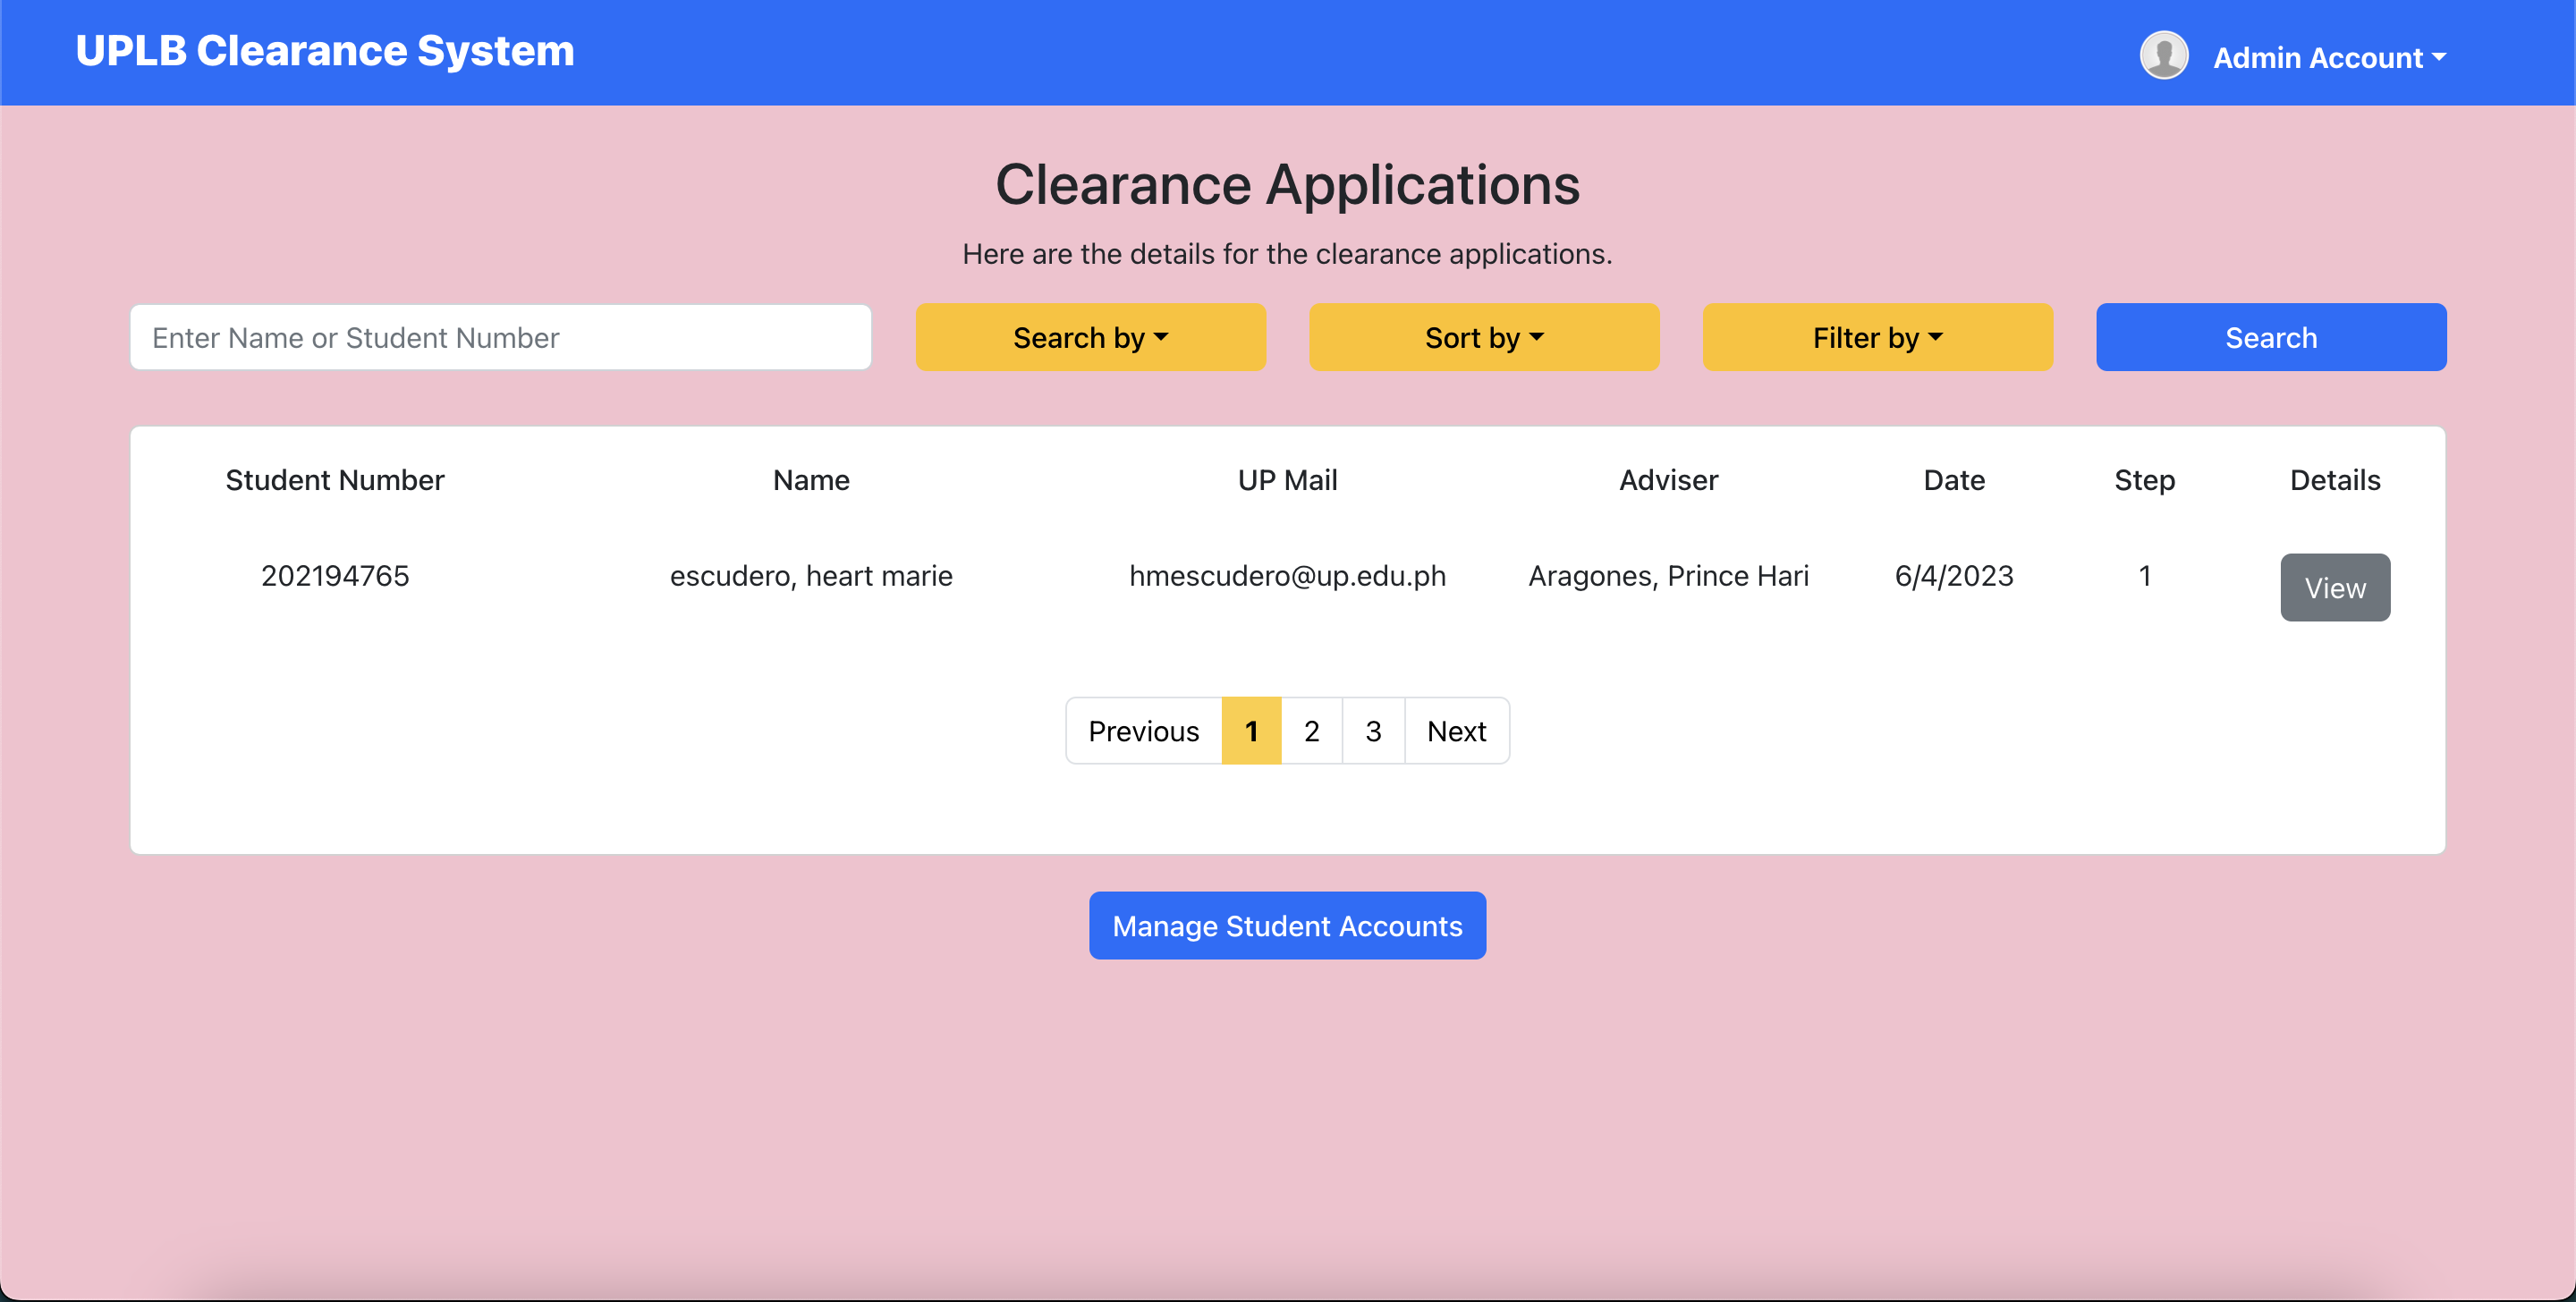 UPLB Clearance System
Admin Account
Clearance Applications
Here are the details for the clearance applications.
Enter Name or Student Number
Search by
Sort by
Filter by
Search
Student Number Name UP Mail Adviser Date Step Details
202194765 escudero, heart marie hmescudero@up.edu.ph Aragones, Prince Hari 6/4/2023 1 View
Previous 1 2 3 Next
Manage Student Accounts